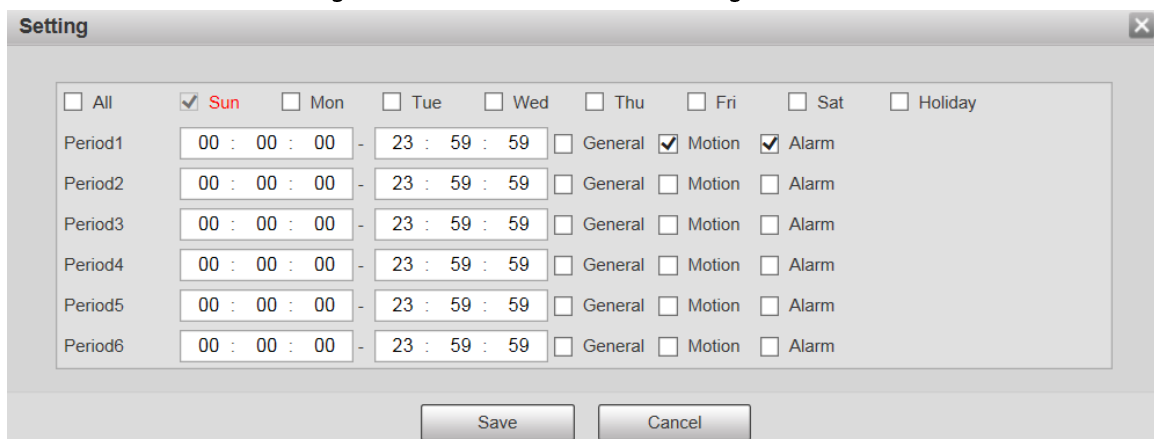 Setting
All Sun Mon Tue Wed Thu Fri Sat Holiday
Period1 00 : 00 : 00 - 23 : 59 : 59 General Motion Alarm
Period2 00 : 00 : 00 - 23 : 59 : 59 General Motion Alarm
Period3 00 : 00 : 00 - 23 : 59 : 59 General Motion Alarm
Period4 00 : 00 : 00 - 23 : 59 : 59 General Motion Alarm
Period5 00 : 00 : 00 - 23 : 59 : 59 General Motion Alarm
Period6 00 : 00 : 00 - 23 : 59 : 59 General Motion Alarm
Save Cancel